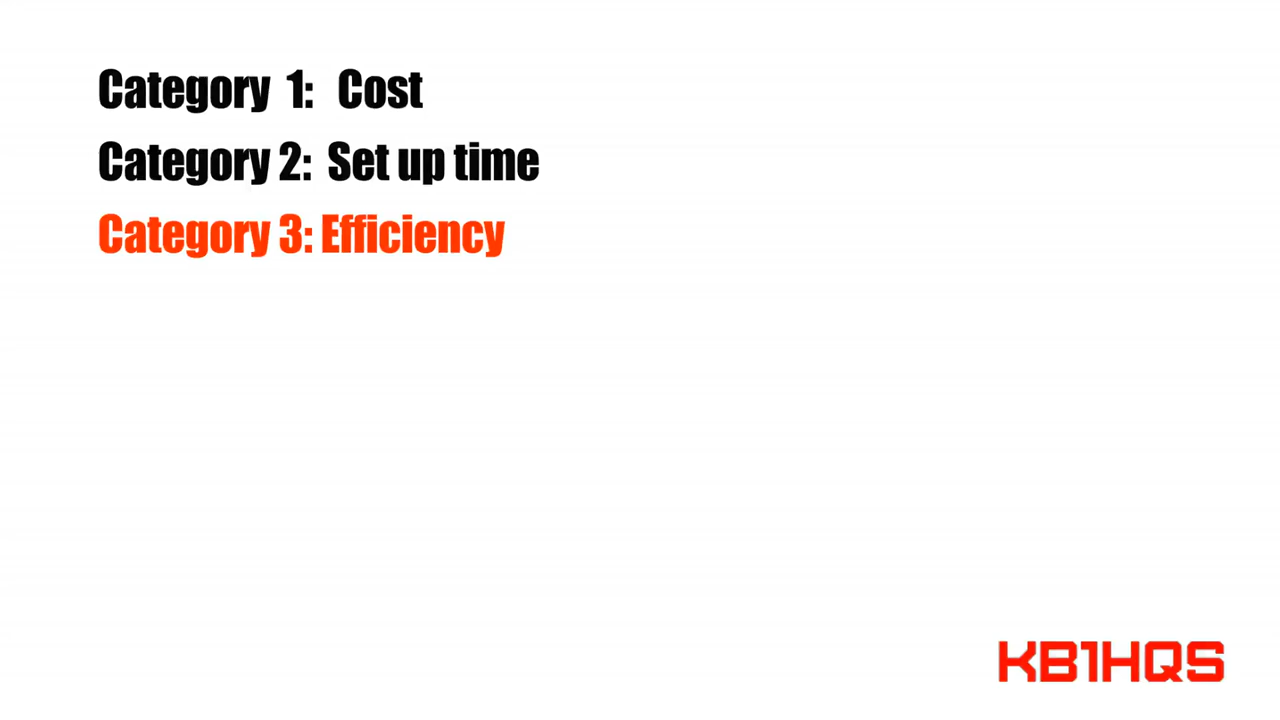 Category 1: Cost
Category 2: Set up time
Category 3: Efficiency
KB1HQS